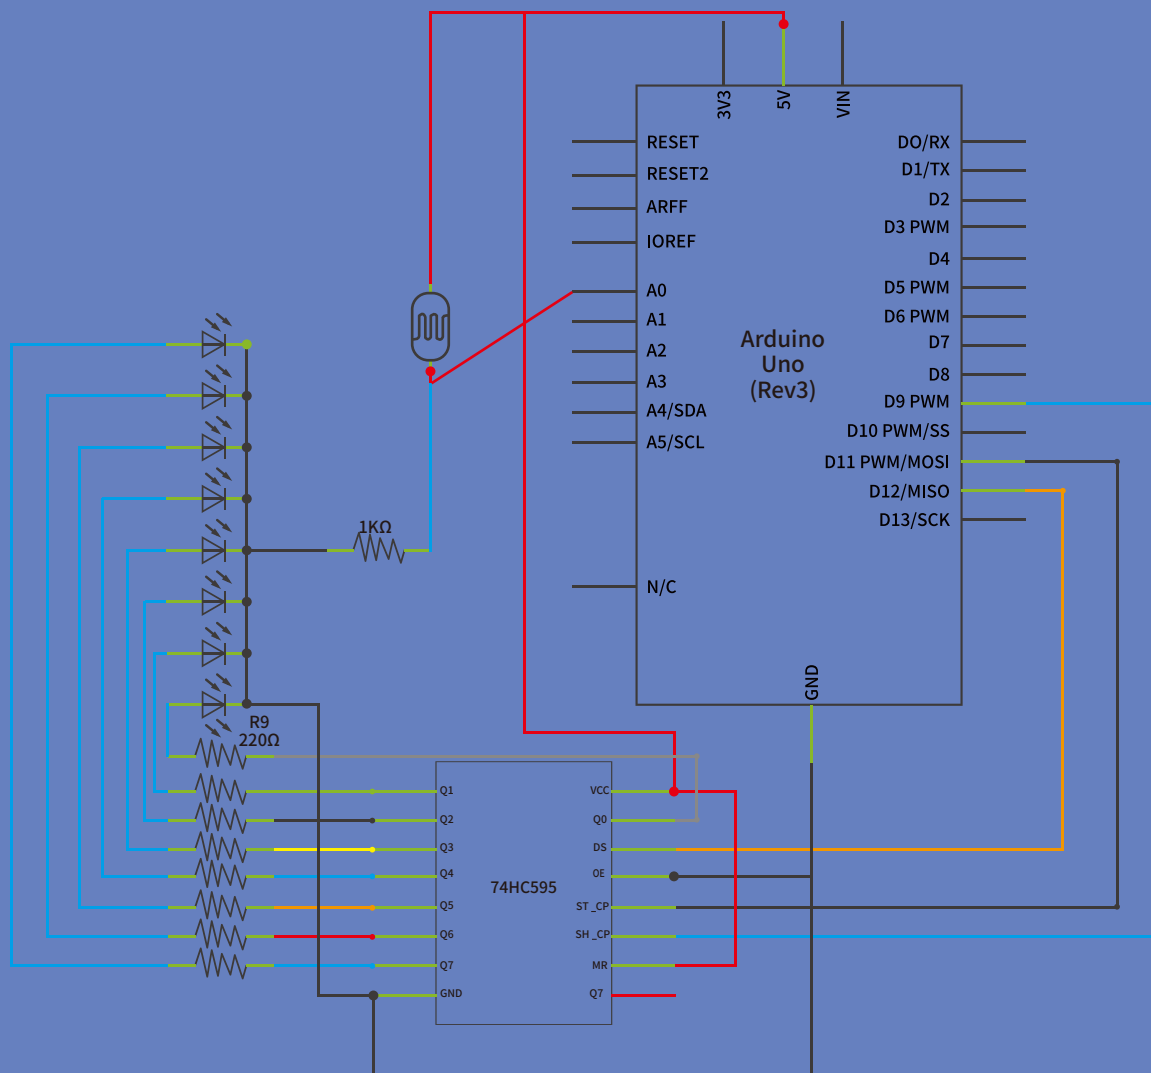 3V3
5V
VIN
RESET
RESET2
ARFF
IOREF
A0
A1
A2
A3
A4/SDA
A5/SCL
N/C
Arduino
Uno
(Rev3)
DO/RX
D1/TX
D2
D3 PWM
D4
D5 PWM
D6 PWM
D7
D8
D9 PWM
D10 PWM/SS
D11 PWM/MOSI
D12/MISO
D13/SCK
GND
1KΩ
R9
220Ω
Q1
Q2
Q3
Q4
Q5
Q6
Q7
GND
74HC595
VCC
Q0
DS
OE
ST_CP
SH_CP
MR
Q7